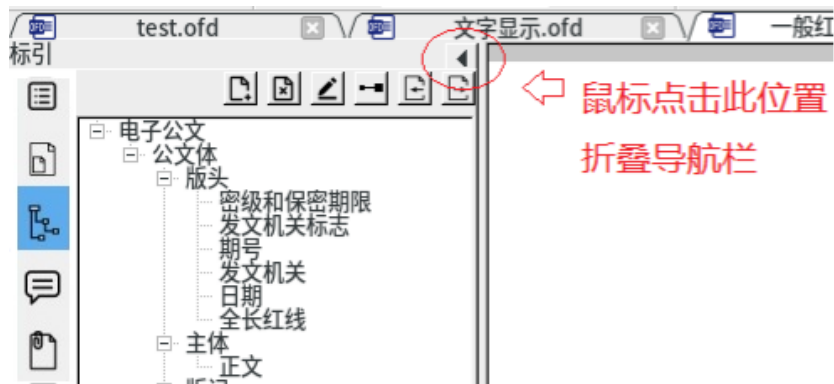 test.ofd
文字显示.ofd
一般红
标引
鼠标点击此位置
折叠导航栏
电子公文
公文体
版头
密级和保密期限
发文机关标志
期号
发文机关
日期
全长红线
主体
正文